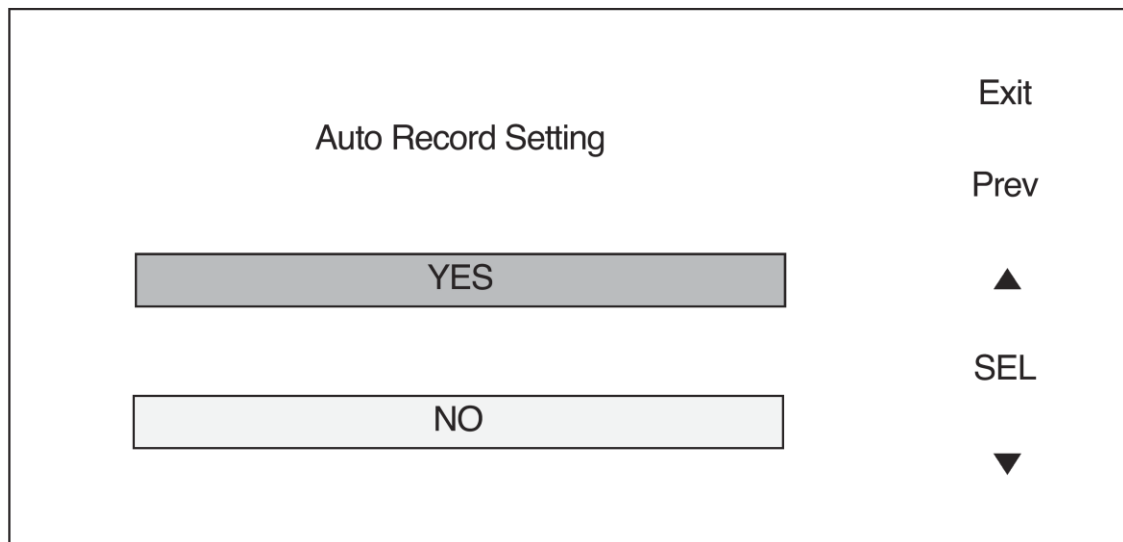 Auto Record Setting
YES
NO
Exit
Prev
▲
SEL
▼